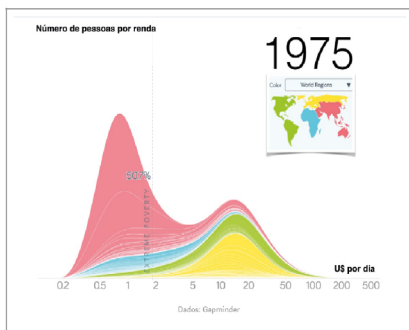 Número de pessoas por renda
1975
Color World Regions
50.7%
EXTREME POVERTY
U$ por dia
0.2 0.5 1 2 5 10 20 50 100 200 500
Dados: Gapminder